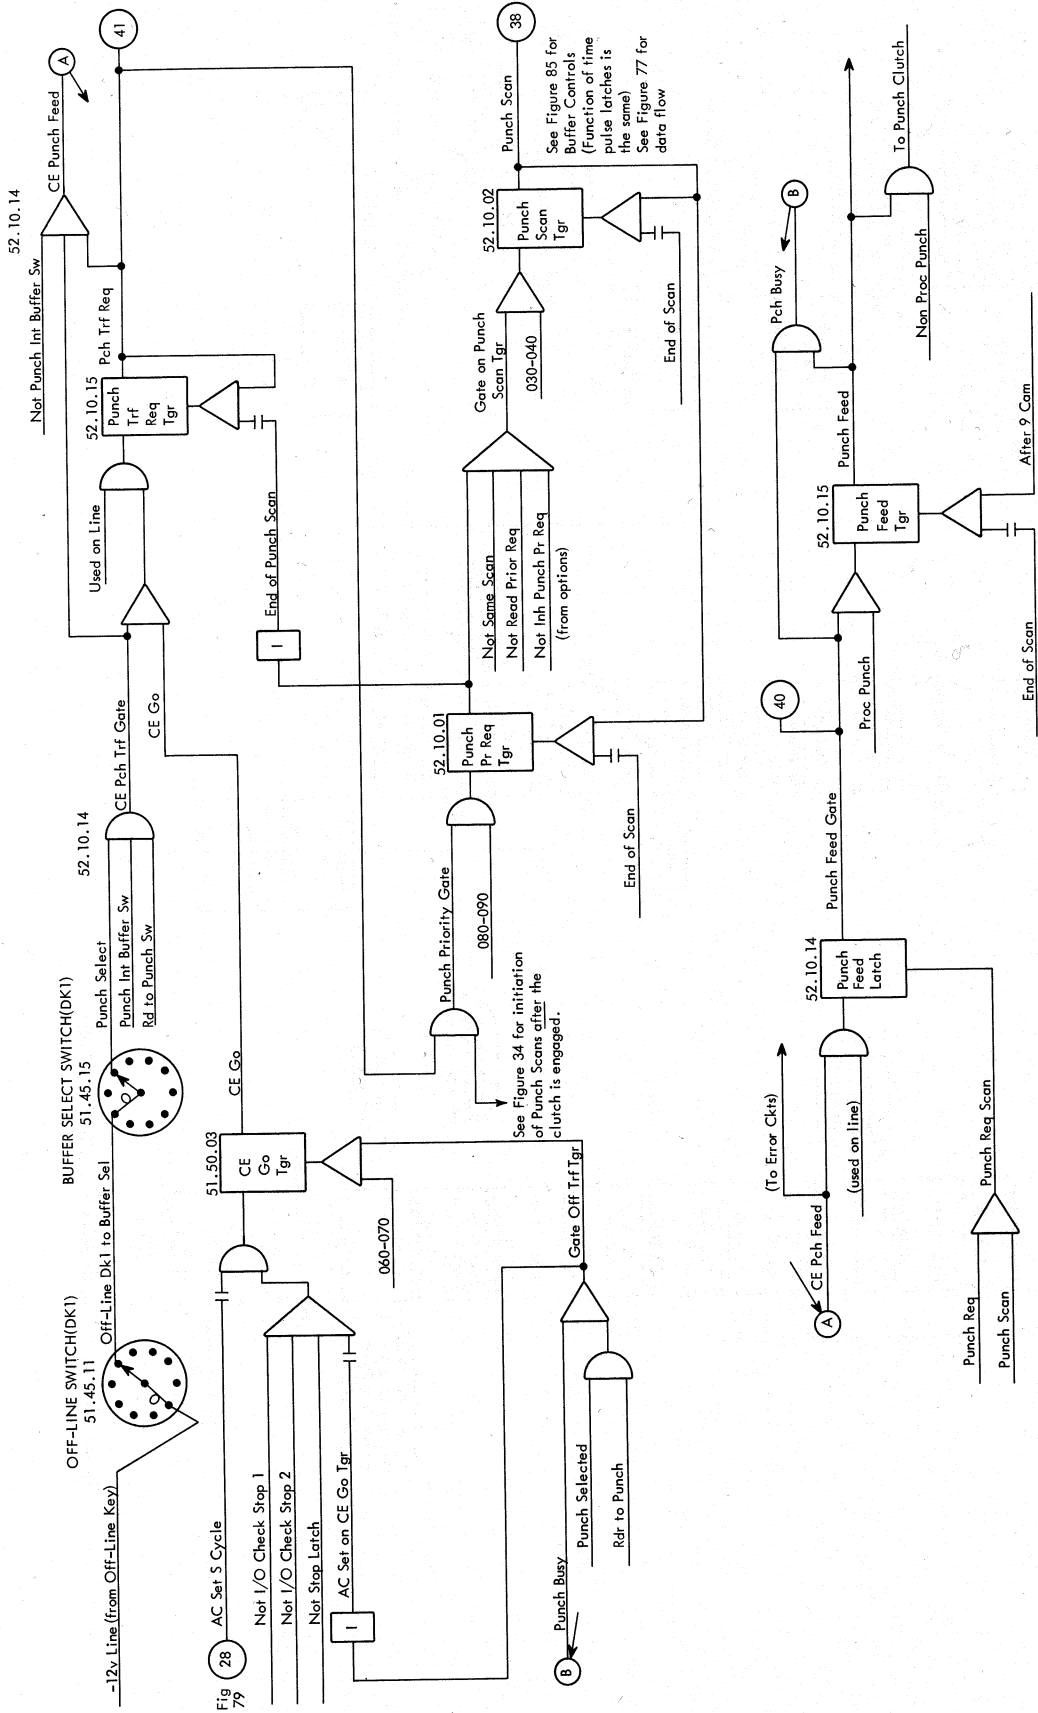 OFF-LINE SWITCH(DK1)
51.45.11
-12v Line(from Off-Line Key)
Off-Line Dk1 to Buffer Sel
BUFFER SELECT SWITCH(DK1)
51.45.15
Punch Select
Punch Int Buffer Sw
Rd to Punch Sw
52.10.14
CE Pch Trf Gate
CE Go
Used on Line
52.10.15
Punch
Trf
Req
Tgr
Pch Trf Req
Not Punch Int Buffer Sw
52.10.14
CE Punch Feed
A
41
Fig
79
28
AC Set S Cycle
Not I/O Check Stop 1
Not I/O Check Stop 2
Not Stop Latch
AC Set on CE Go Tgr
I
51.50.03
CE
Go
Tgr
CE Go
060-070
I
End of Punch Scan
B
Punch Busy
Punch Selected
Rdr to Punch
Gate Off Trf Tgr
See Figure 34 for initiation
of Punch Scans after the
clutch is engaged.
Punch Priority Gate
080-090
52.10.01
Punch
Pr Req
Tgr
End of Scan
Not Same Scan
Not Read Prior Req
Not Inh Punch Pr Req
(from options)
Gate on Punch
Scan Tgr
030-040
52.10.02
Punch
Scan
Tgr
End of Scan
Punch Scan
38
See Figure 85 for
Buffer Controls
(Function of time
pulse latches is
the same)
See Figure 77 for
data flow
A
CE Pch Feed
(To Error Ckts)
(used on line)
Punch Req
Punch Scan
Punch Req Scan
52.10.14
Punch
Feed
Latch
Punch Feed Gate
40
Proc Punch
52.10.15
Punch
Feed
Tgr
End of Scan
After 9 Cam
Punch Feed
Pch Busy
B
Non Proc Punch
To Punch Clutch